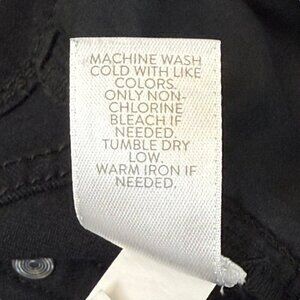 MACHINE WASH
COLD WITH LIKE
COLORS.
ONLY NON-
CHLORINE
BLEACH IF
NEEDED.
TUMBLE DRY
LOW.
WARM IRON IF
NEEDED.